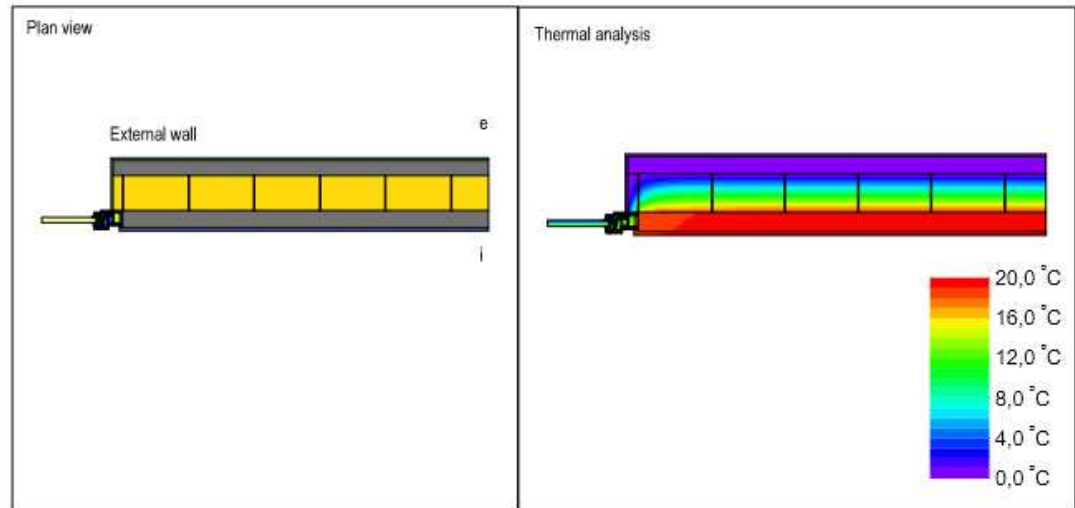 Plan view
External wall
e
i
Thermal analysis
20,0 °C
16,0 °C
12,0 °C
8,0 °C
4,0 °C
0,0 °C